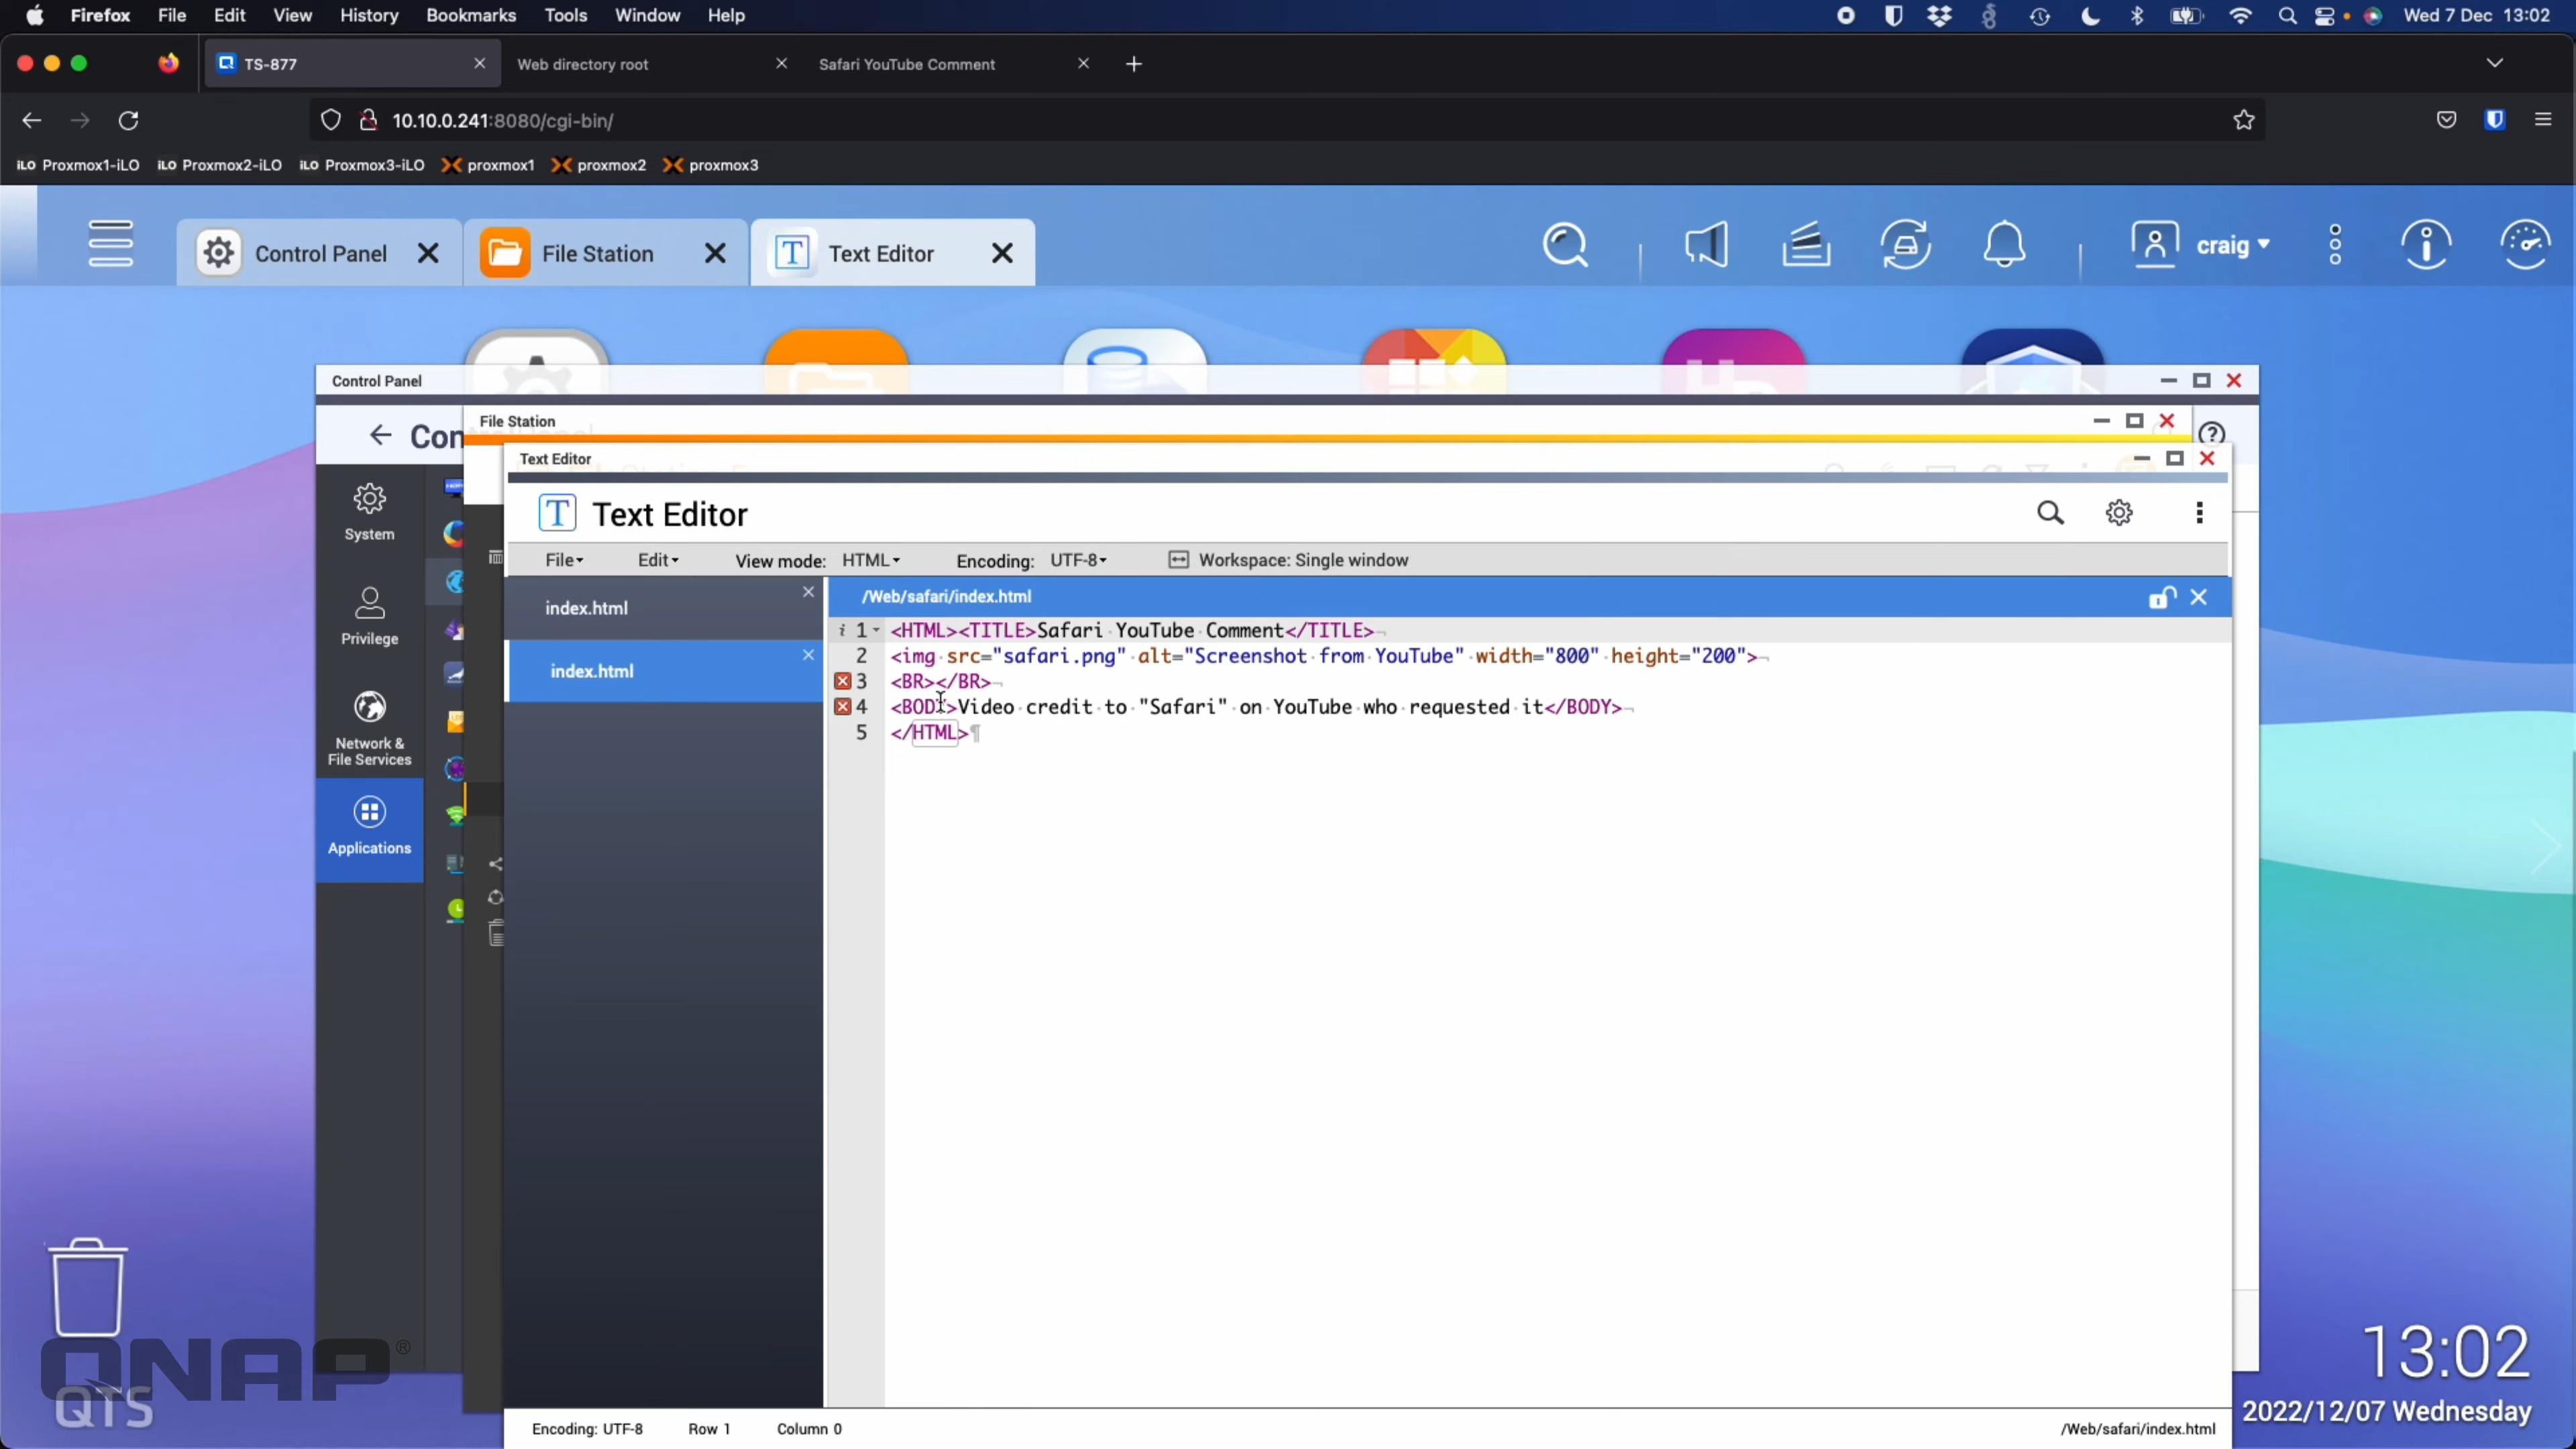 Firefox File Edit View History Bookmarks Tools Window Help Wed 7 Dec 13:02
TS-877 Web directory root Safari YouTube Comment
10.10.0.241:8080/cgi-bin/
iLO Proxmox1-iLO iLO Proxmox2-iLO iLO Proxmox3-iLO proxmox1 proxmox2 proxmox3
Control Panel File Station Text Editor craig
Control Panel
File Station
Con
Text Editor
Text Editor
File Edit View mode: HTML Encoding: UTF-8 Workspace: Single window
System
Privilege
Network &
File Services
Applications
index.html
index.html
/Web/safari/index.html
1 <HTML><TITLE>Safari YouTube Comment</TITLE>
2 <img src="safari.png" alt="Screenshot from YouTube" width="800" height="200">
3 <BR></BR>
4 <BODY>Video credit to "Safari" on YouTube who requested it</BODY>
5 </HTML>
QNAP®
QTS
13:02
2022/12/07 Wednesday
Encoding: UTF-8 Row 1 Column 0 /Web/safari/index.html